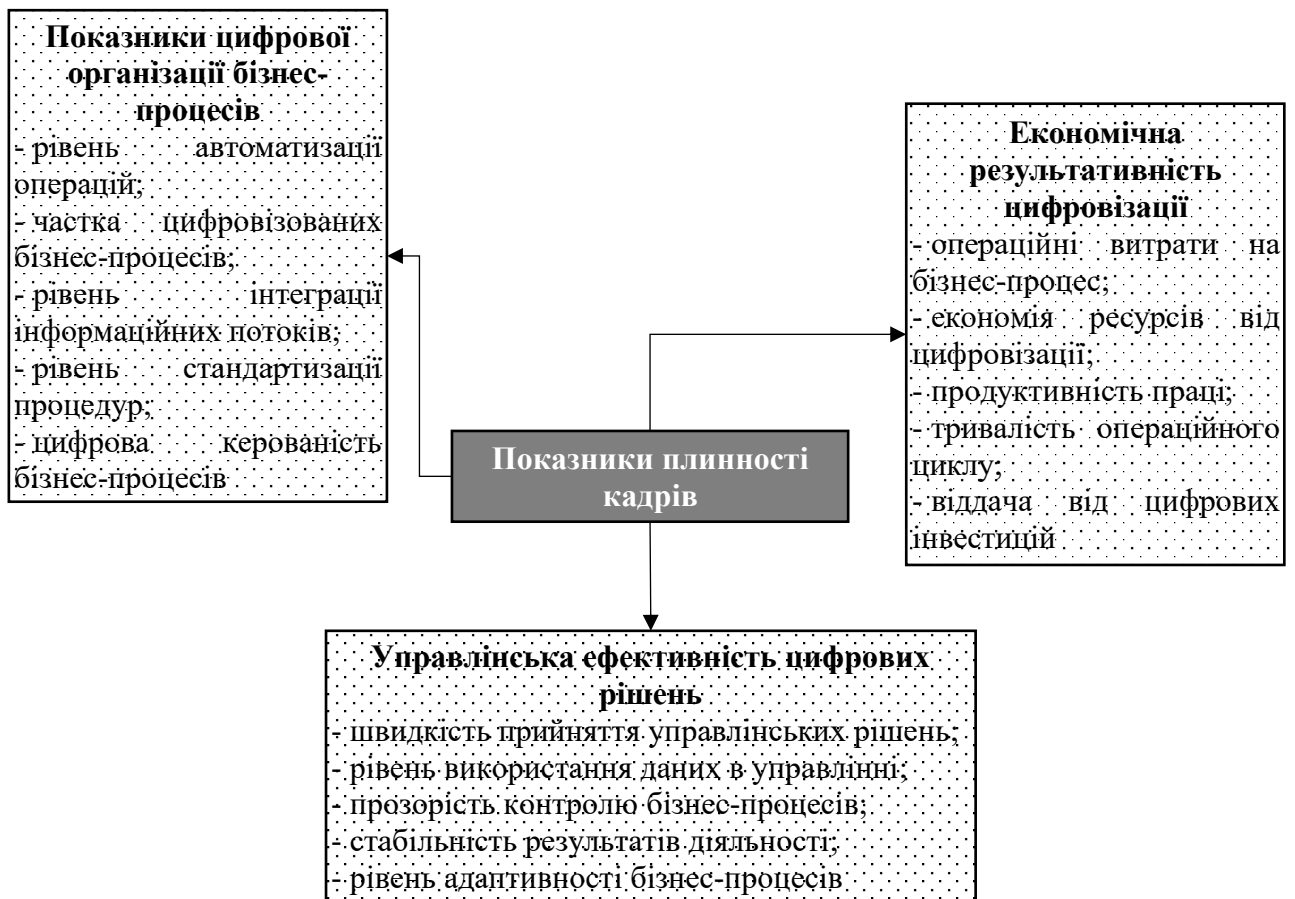 Показники цифрової
організації бізнес-
процесів
- рівень автоматизації
операцій;
- частка цифровізованих
бізнес-процесів;
- рівень інтеграції
інформаційних потоків;
- рівень стандартизації
процедур;
- цифрова керованість
бізнес-процесів
Економічна
результативність
цифровізації
- операційні витрати на
бізнес-процес;
- економія ресурсів від
цифровізації;
- продуктивність праці;
- тривалість операційного
циклу;
- віддача від цифрових
інвестицій
Показники плинності
кадрів
Управлінська ефективність цифрових
рішень
- швидкість прийняття управлінських рішень;
- рівень використання даних в управлінні;
- прозорість контролю бізнес-процесів;
- стабільність результатів діяльності;
- рівень адаптивності бізнес-процесів